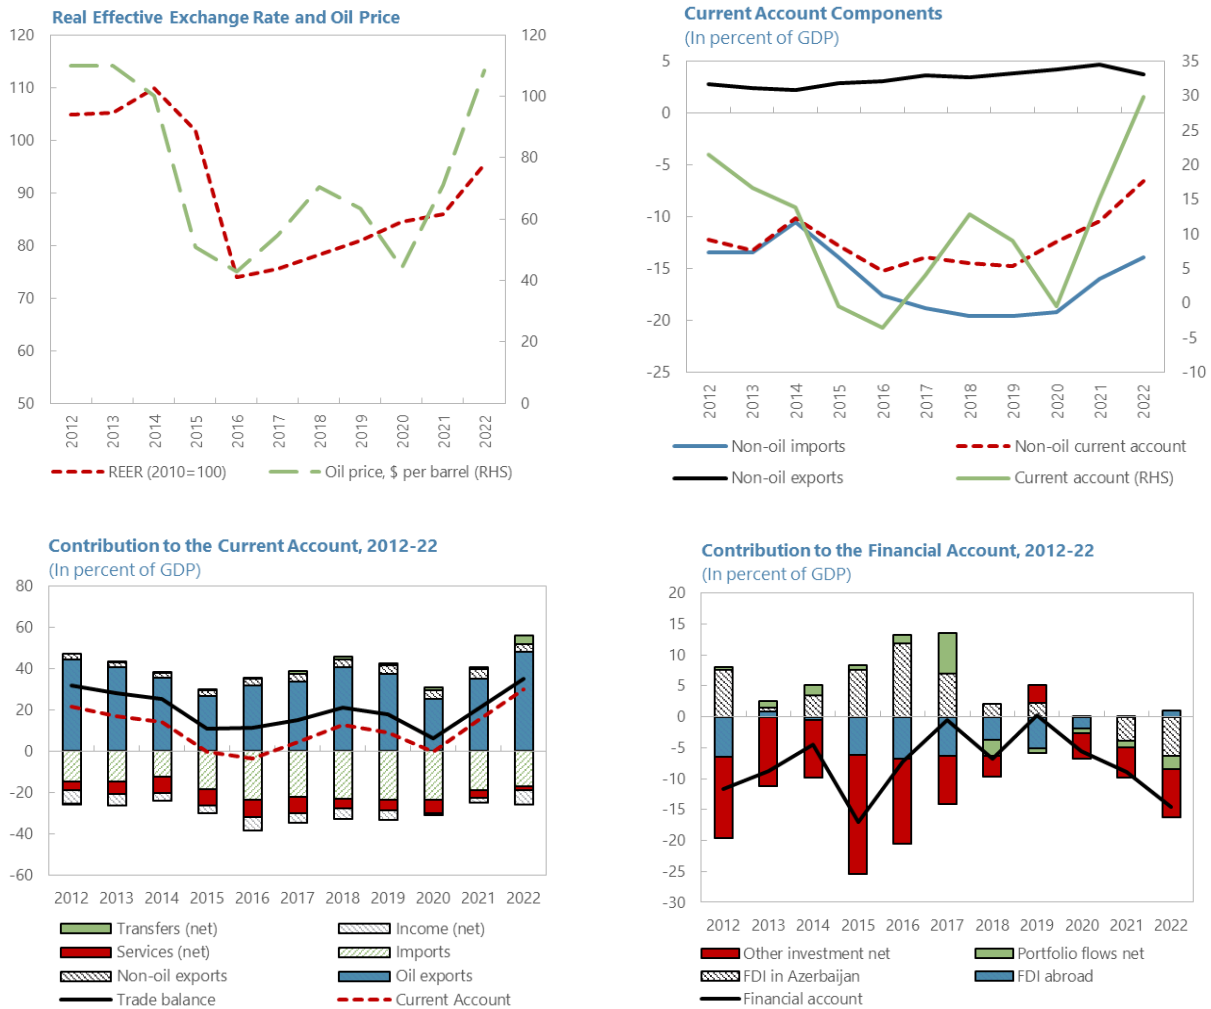 Real Effective Exchange Rate and Oil Price
120
110
100
90
80
70
60
50
120
100
80
60
40
20
0
2012
2013
2014
2015
2016
2017
2018
2019
2020
2021
2022
REER (2010=100)
Oil price, $ per barrel (RHS)
Current Account Components
(In percent of GDP)
5
0
-5
-10
-15
-20
-25
35
30
25
20
15
10
5
0
-5
-10
2012
2013
2014
2015
2016
2017
2018
2019
2020
2021
2022
Non-oil imports
Non-oil current account
Non-oil exports
Current account (RHS)
Contribution to the Current Account, 2012-22
(In percent of GDP)
80
60
40
20
0
-20
-40
-60
2012 2013 2014 2015 2016 2017 2018 2019 2020 2021 2022
Transfers (net)
Income (net)
Services (net)
Imports
Non-oil exports
Oil exports
Trade balance
Current Account
Contribution to the Financial Account, 2012-22
(In percent of GDP)
20
15
10
5
0
-5
-10
-15
-20
-25
-30
2012 2013 2014 2015 2016 2017 2018 2019 2020 2021 2022
Other investment net
Portfolio flows net
FDI in Azerbaijan
FDI abroad
Financial account